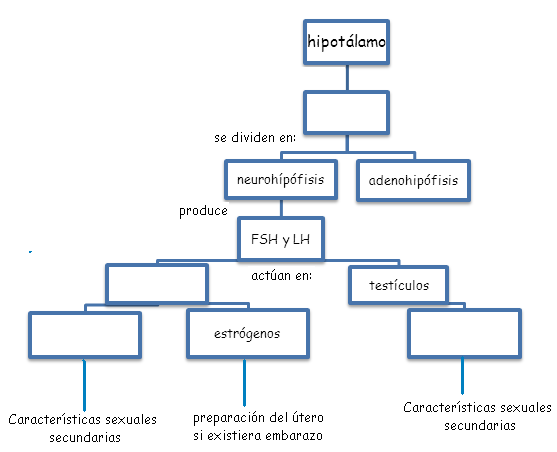 hipotálamo
se dividen en:
neurohípófisis
adenohipófisis
produce
FSH y LH
actúan en:
testículos
estrógenos
Características sexuales
secundarias
preparación del útero
si existiera embarazo
Características sexuales
secundarias